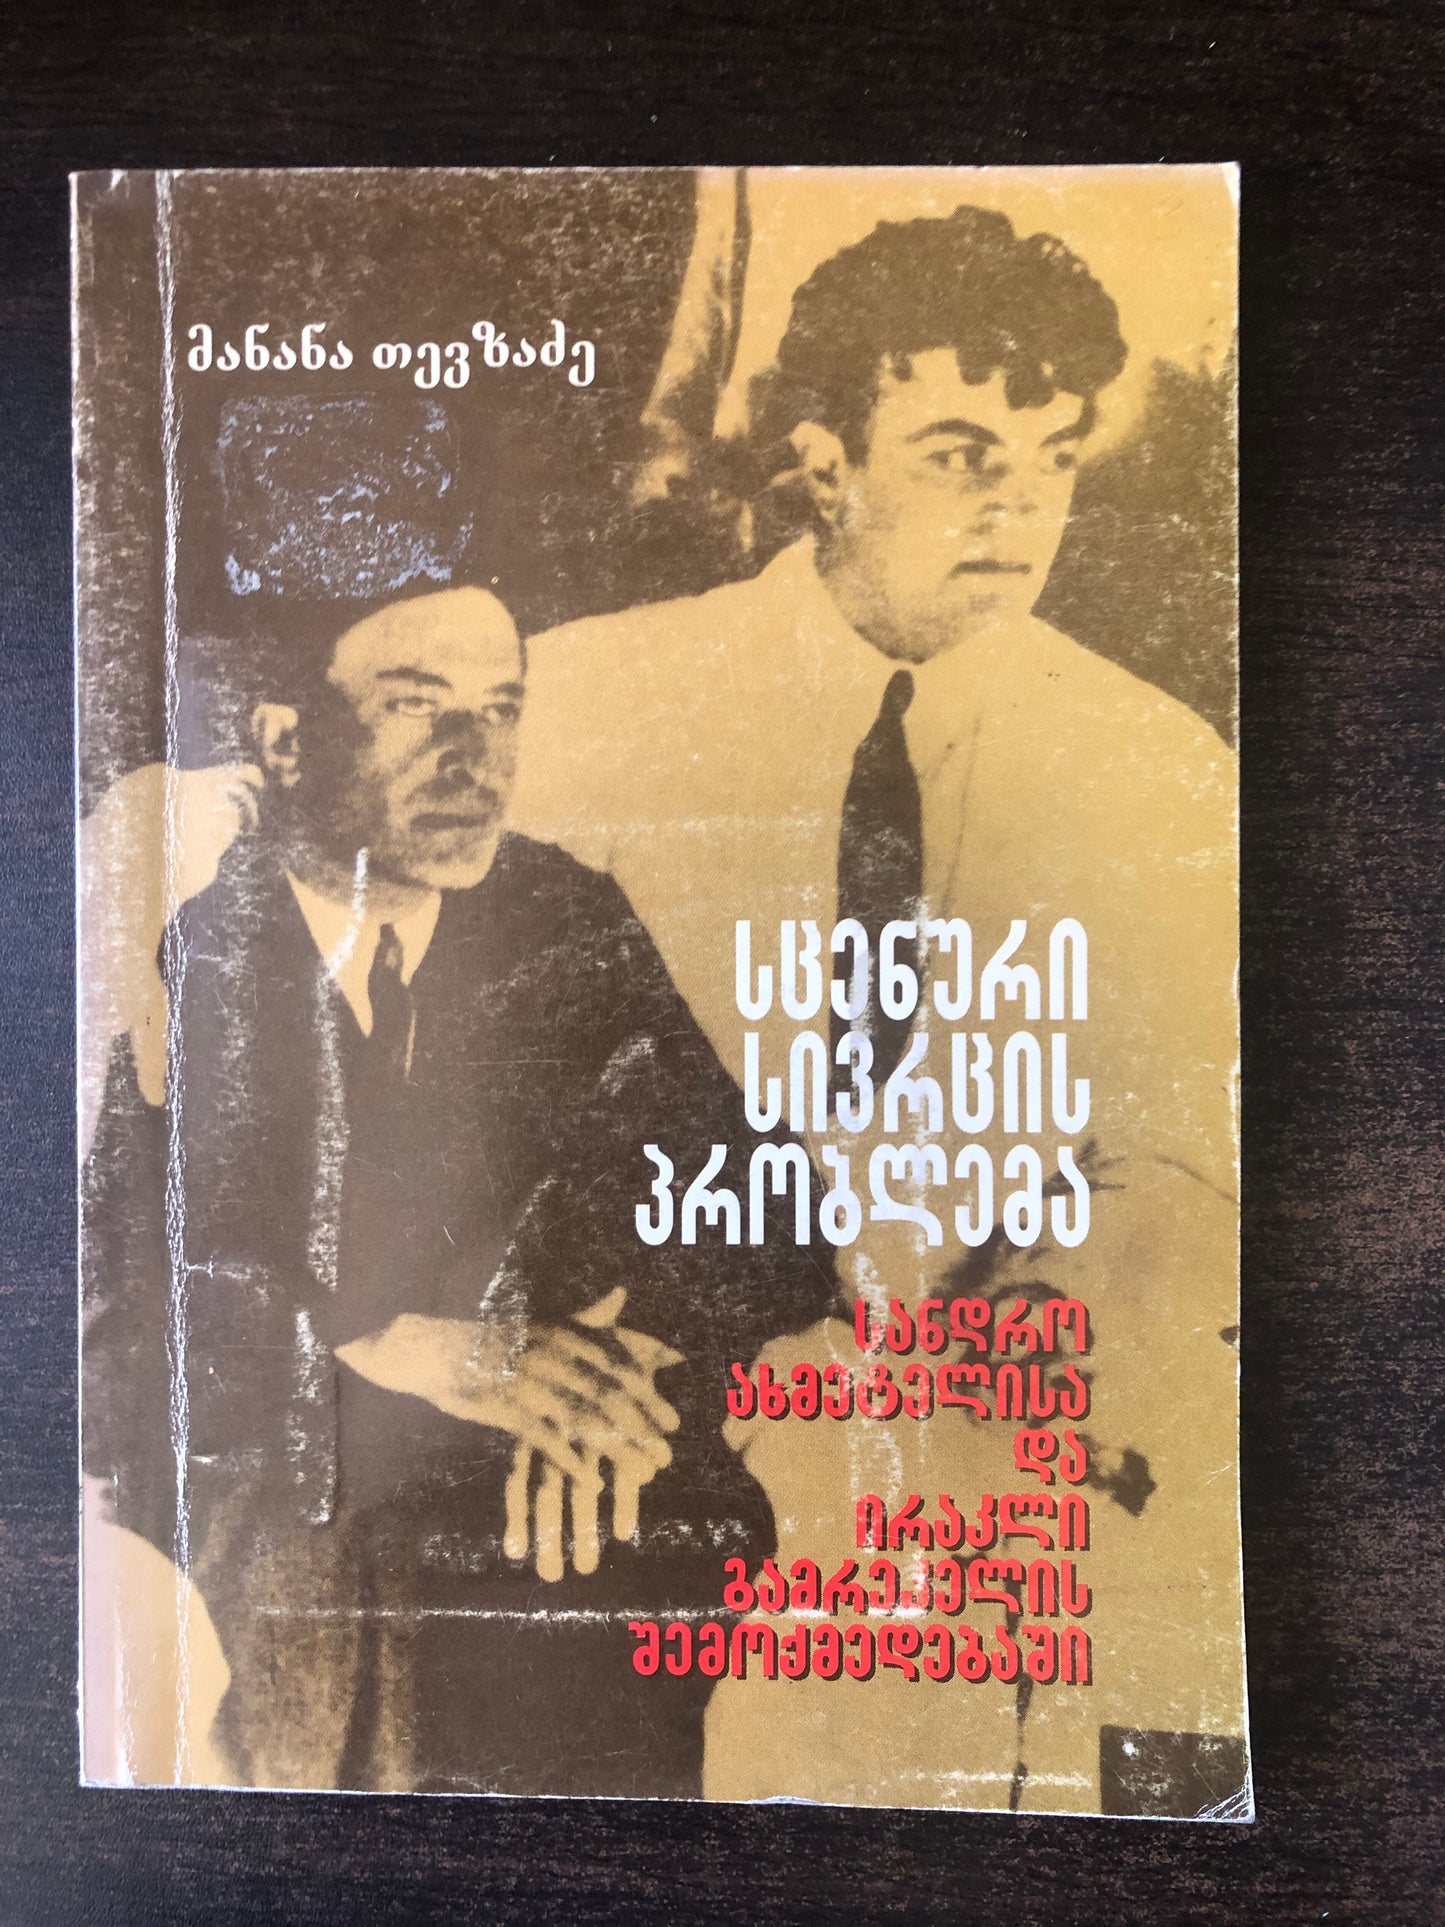 მანანა თევზაძე
სცენური
სივრცის
პრობლემა
სანდრო
ახმეტელისა
და
ირაკლი
გამრეკელის
შემოქმედებაში